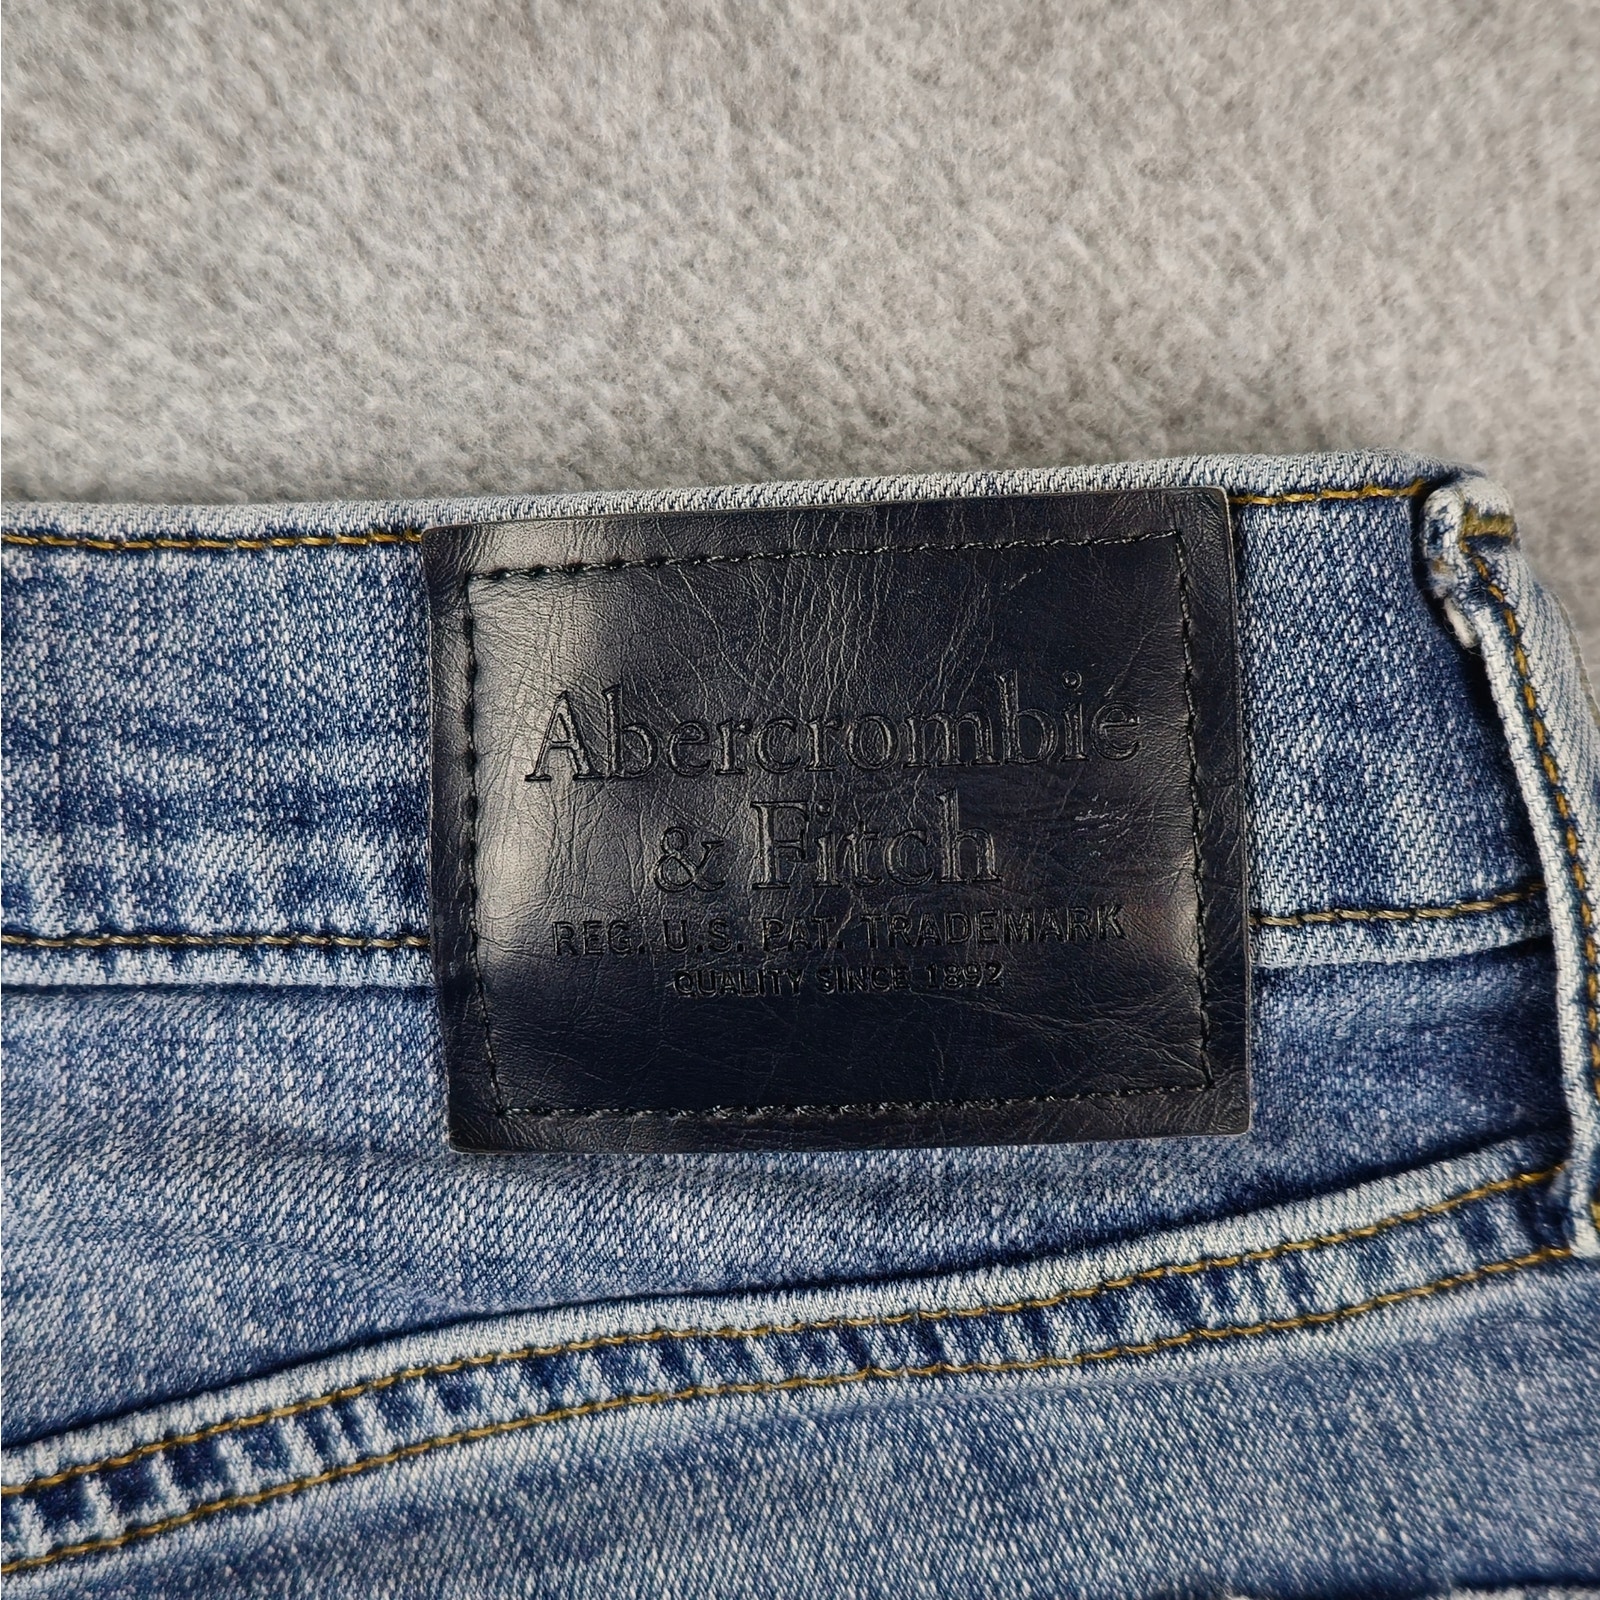 Abercrombie
& Fitch
REG. U.S. PAT. TRADEMARK
QUALITY SINCE 1892